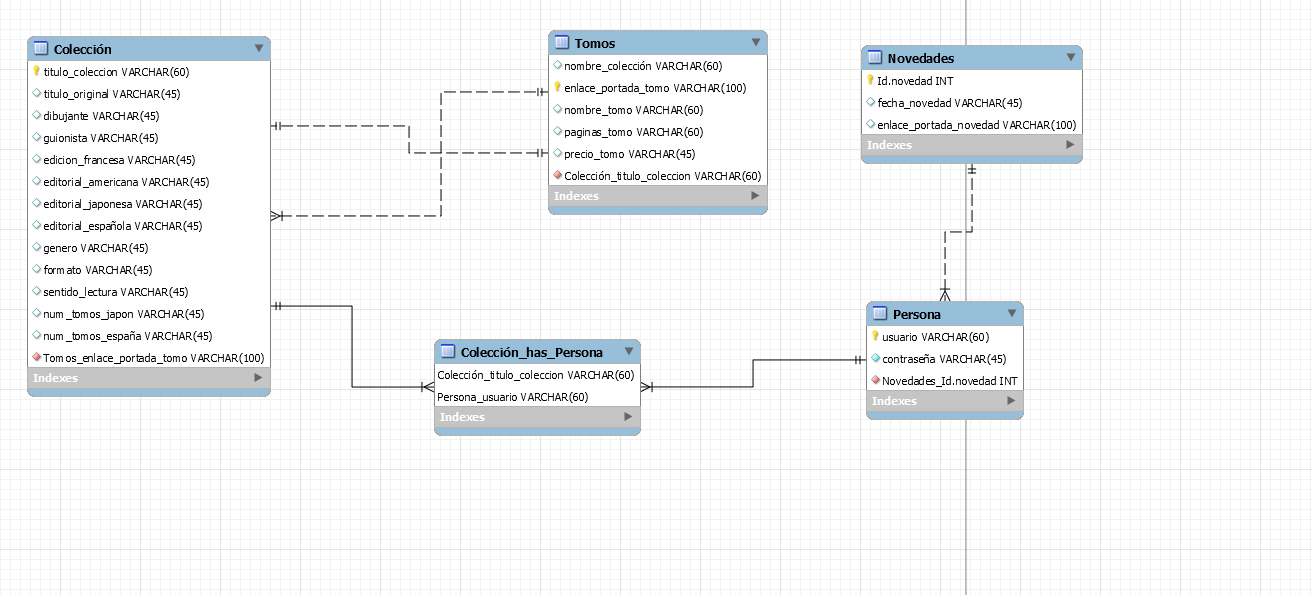 Colección
titulo_coleccion VARCHAR(60)
titulo_original VARCHAR(45)
dibujante VARCHAR(45)
guionista VARCHAR(45)
edicion_francesa VARCHAR(45)
editorial_americana VARCHAR(45)
editorial_japonesa VARCHAR(45)
editorial_española VARCHAR(45)
genero VARCHAR(45)
formato VARCHAR(45)
sentido_lectura VARCHAR(45)
num_tomos_japon VARCHAR(45)
num_tomos_españa VARCHAR(45)
Tomos_enlace_portada_tomo VARCHAR(100)
Indexes
Tomos
nombre_colección VARCHAR(60)
enlace_portada_tomo VARCHAR(100)
nombre_tomo VARCHAR(60)
paginas_tomo VARCHAR(60)
precio_tomo VARCHAR(45)
Colección_titulo_coleccion VARCHAR(60)
Indexes
Novedades
Id.novedad INT
fecha_novedad VARCHAR(45)
enlace_portada_novedad VARCHAR(100)
Indexes
Colección_has_Persona
Colección_titulo_coleccion VARCHAR(60)
Persona_usuario VARCHAR(60)
Indexes
Persona
usuario VARCHAR(60)
contraseña VARCHAR(45)
Novedades_Id.novedad INT
Indexes